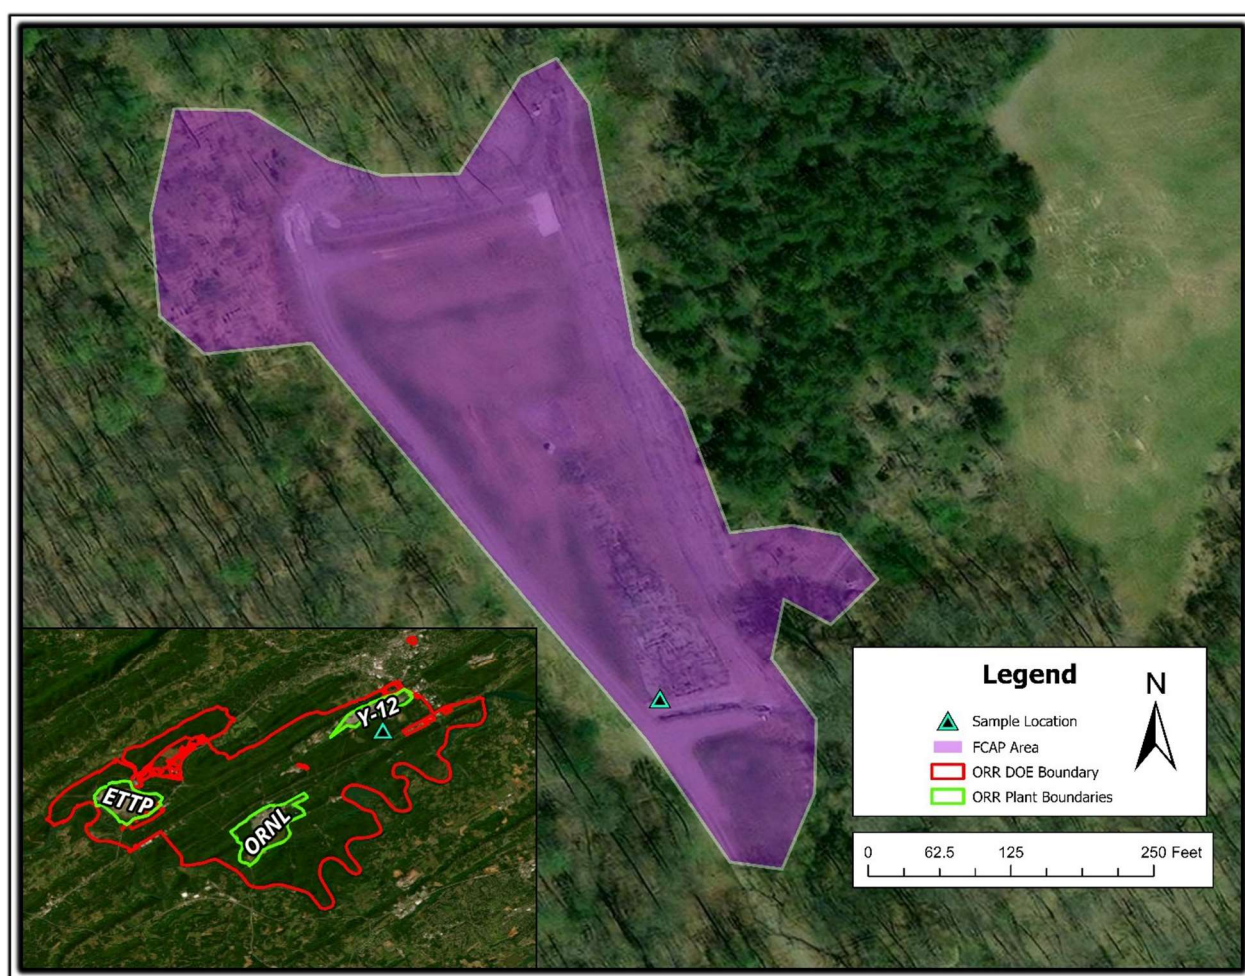 Y-12
ETTP
ORNL
Legend
Sample Location
FCAP Area
ORR DOE Boundary
ORR Plant Boundaries
N
0 62.5 125 250 Feet